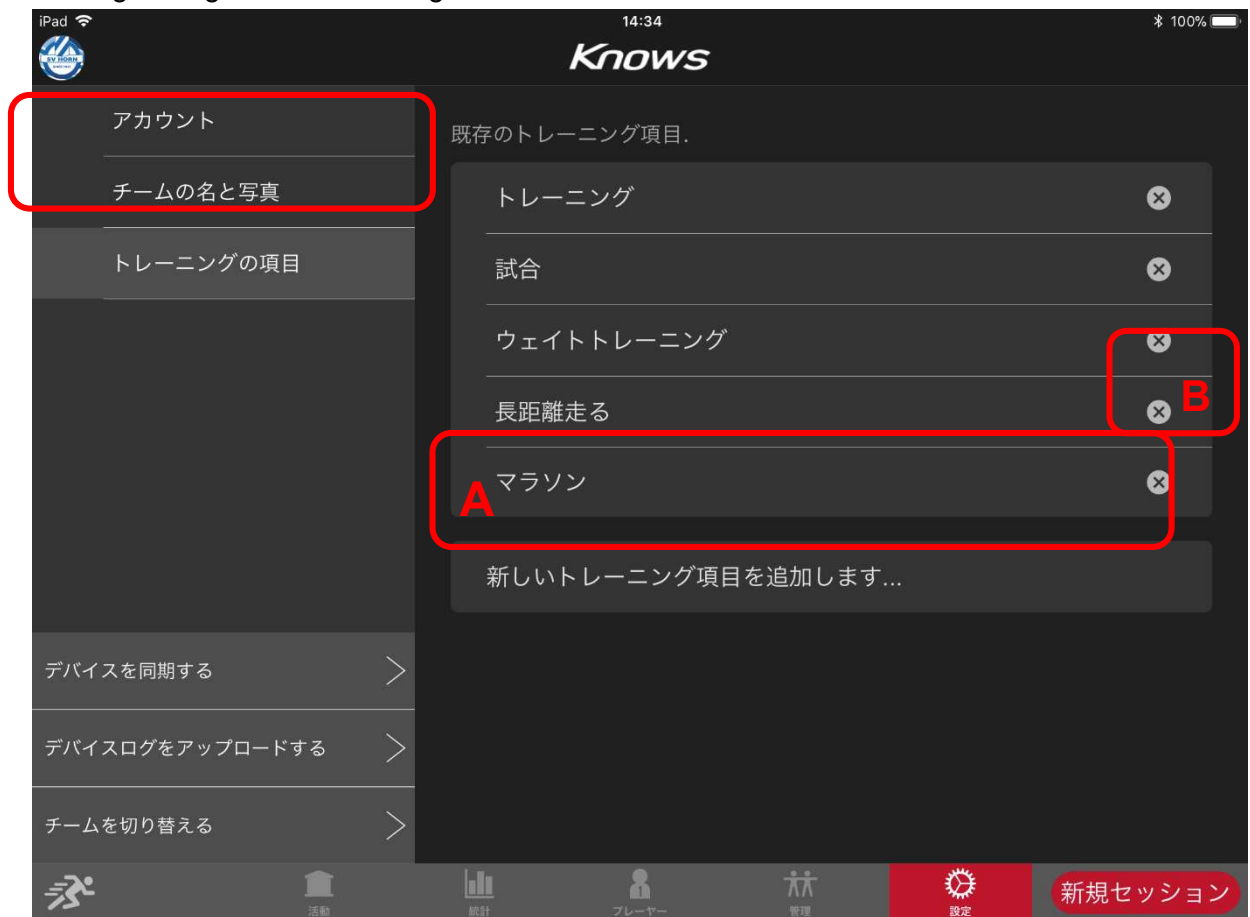 iPad 14:34 100%
SV HORN
Knows
アカウント
チームの名と写真
トレーニングの項目
既存のトレーニング項目.
トレーニング
試合
ウェイトトレーニング
B
長距離走る
A
マラソン
新しいトレーニング項目を追加します...
デバイスを同期する
デバイスログをアップロードする
チームを切り替える
活動 統計 プレーヤー 管理 設定 新規セッション